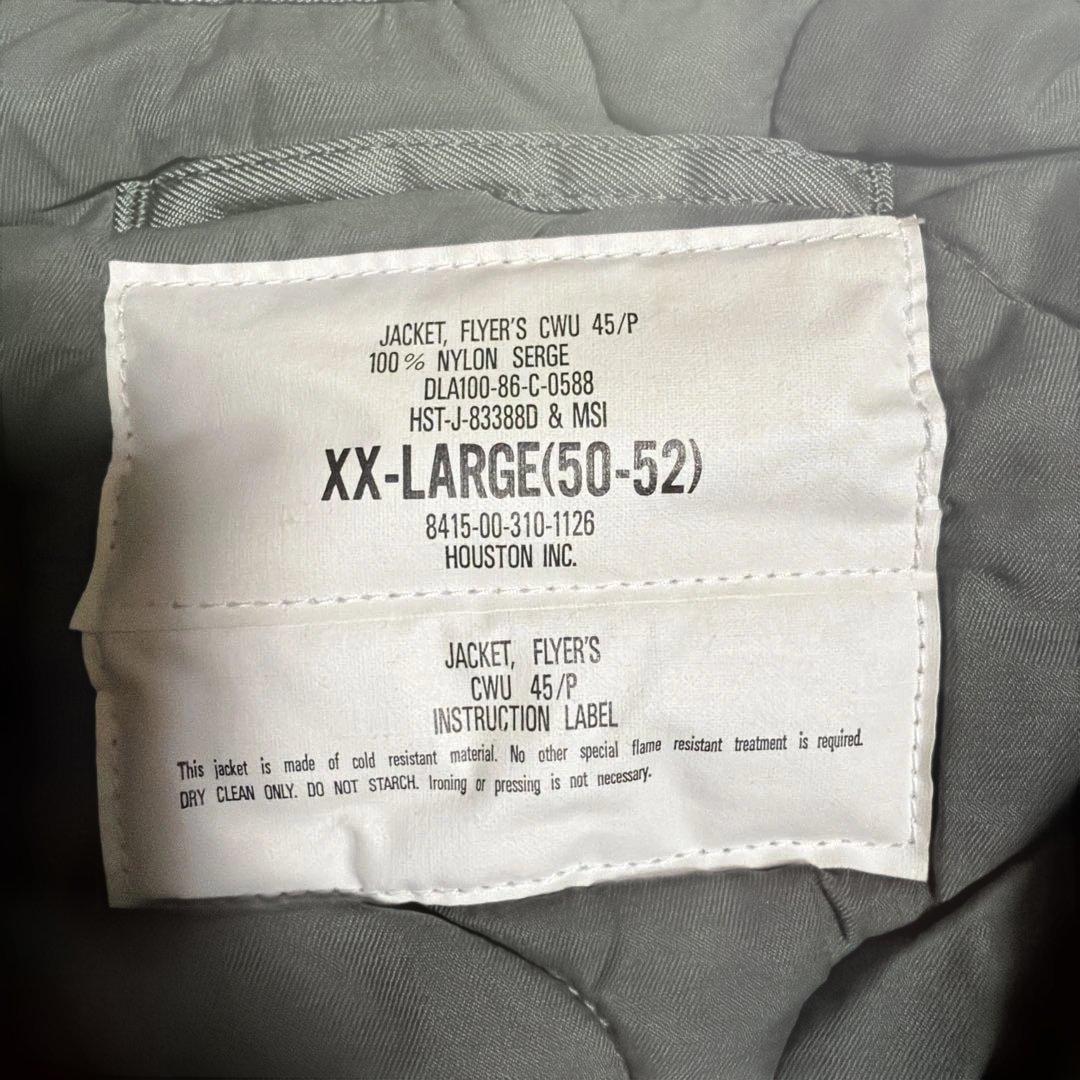 JACKET, FLYER'S CWU 45/P
100% NYLON SERGE
DLA100-86-C-0588
HST-J-83388D & MSI
XX-LARGE(50-52)
8415-00-310-1126
HOUSTON INC.
JACKET, FLYER'S
CWU 45/P
INSTRUCTION LABEL
This jacket is made of cold resistant material. No other special flame resistant treatment is required.
DRY CLEAN ONLY. DO NOT STARCH. Ironing or pressing is not necessary.